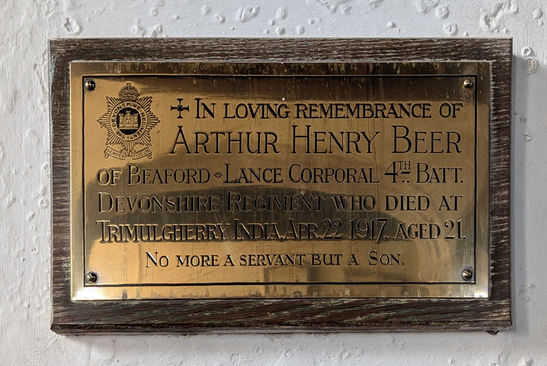 ✠ IN LOVING REMEMBRANCE OF
ARTHUR HENRY BEER
OF BEAFORD ⬥ LANCE CORPORAL 4TH BATT.
DEVONSHIRE REGIMENT WHO DIED AT
TRIMULGHERRY INDIA, APR. 22. 1917. AGED 21.
NO MORE A SERVANT BUT A SON.